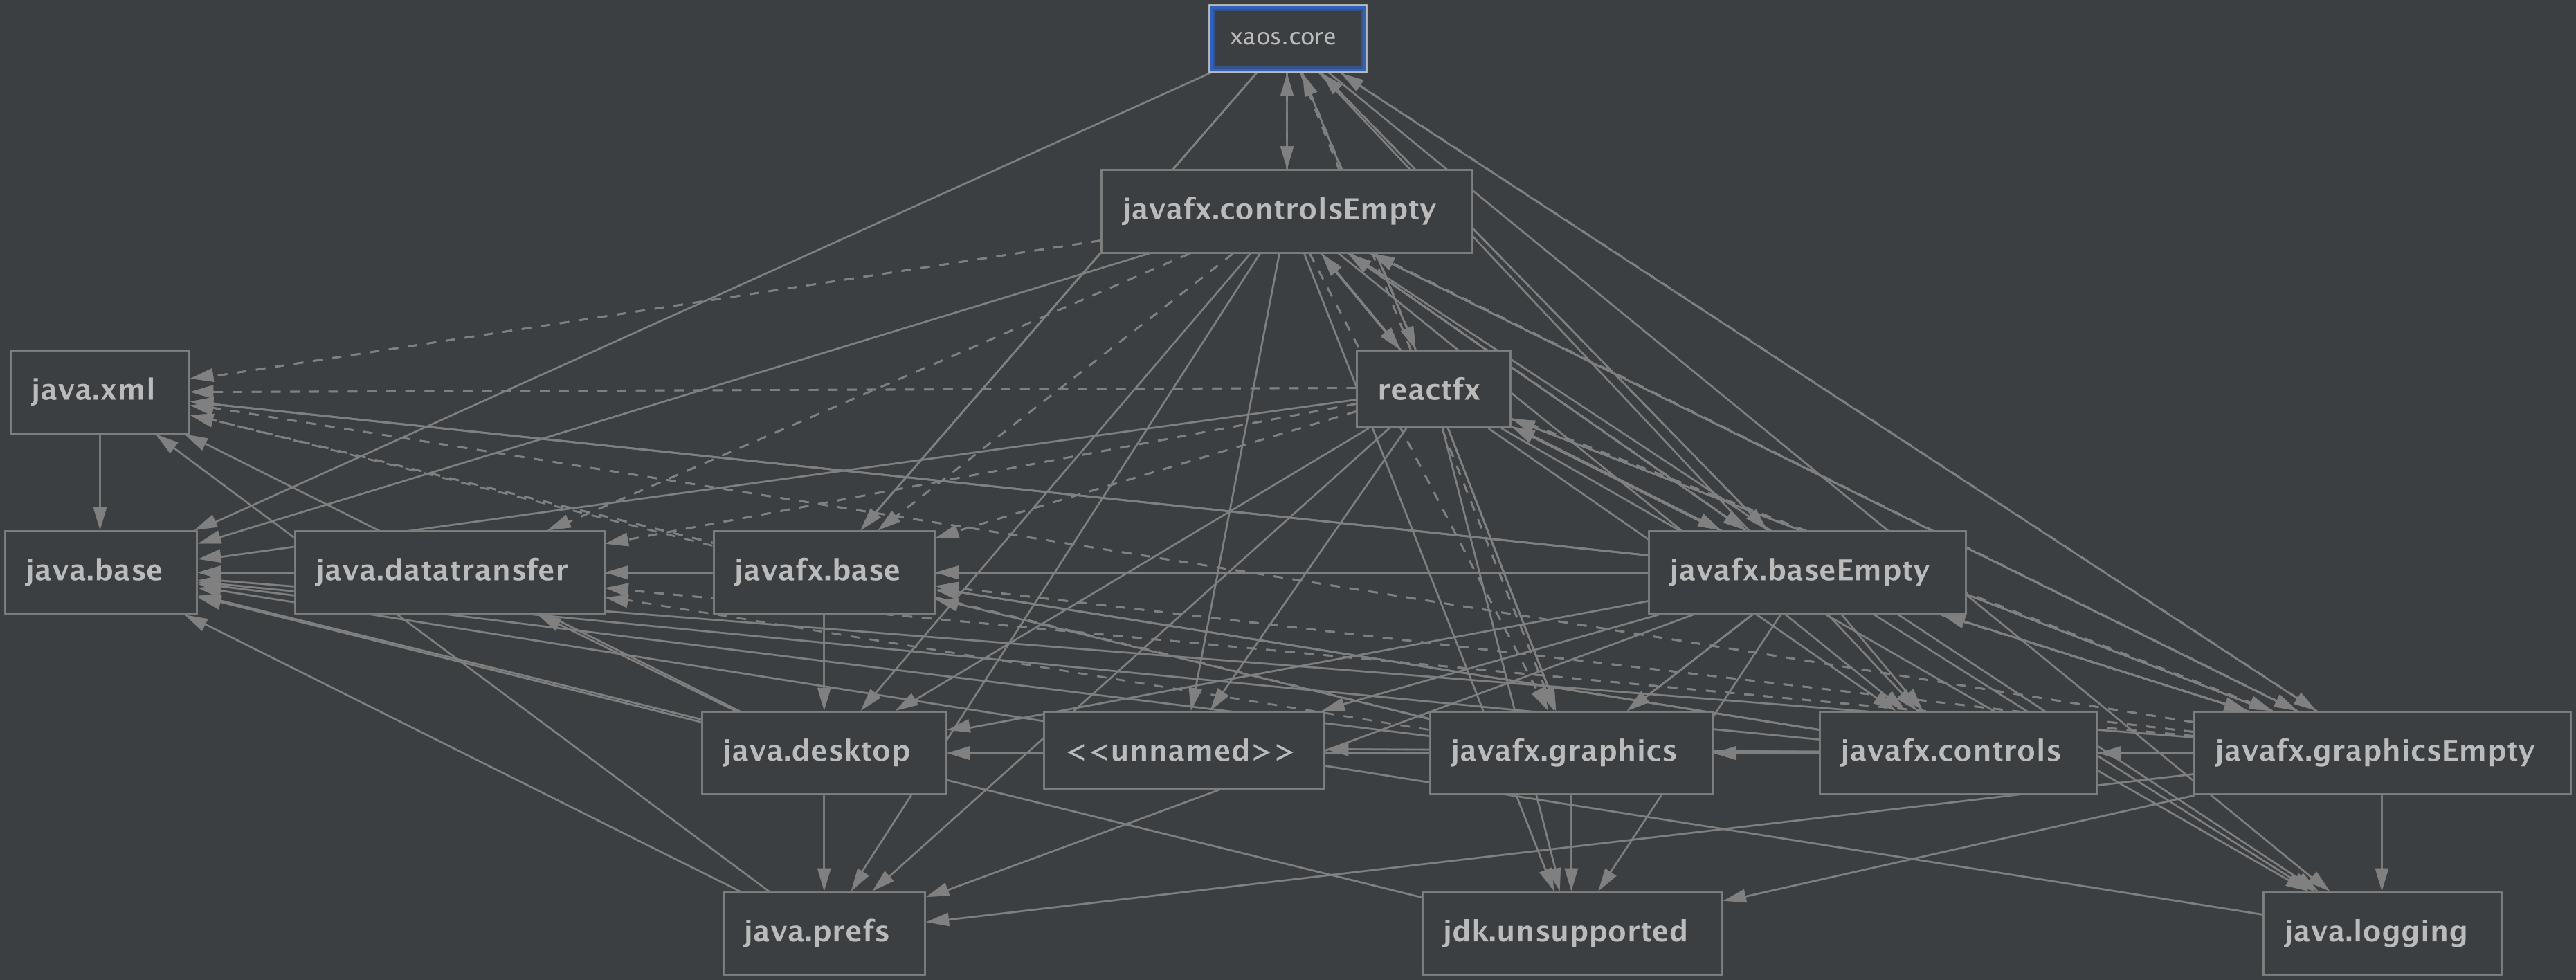 xaos.core
javafx.controlsEmpty
java.xml
reactfx
java.base
java.datatransfer
javafx.base
javafx.baseEmpty
java.desktop
<<unnamed>>
javafx.graphics
javafx.controls
javafx.graphicsEmpty
java.prefs
jdk.unsupported
java.logging